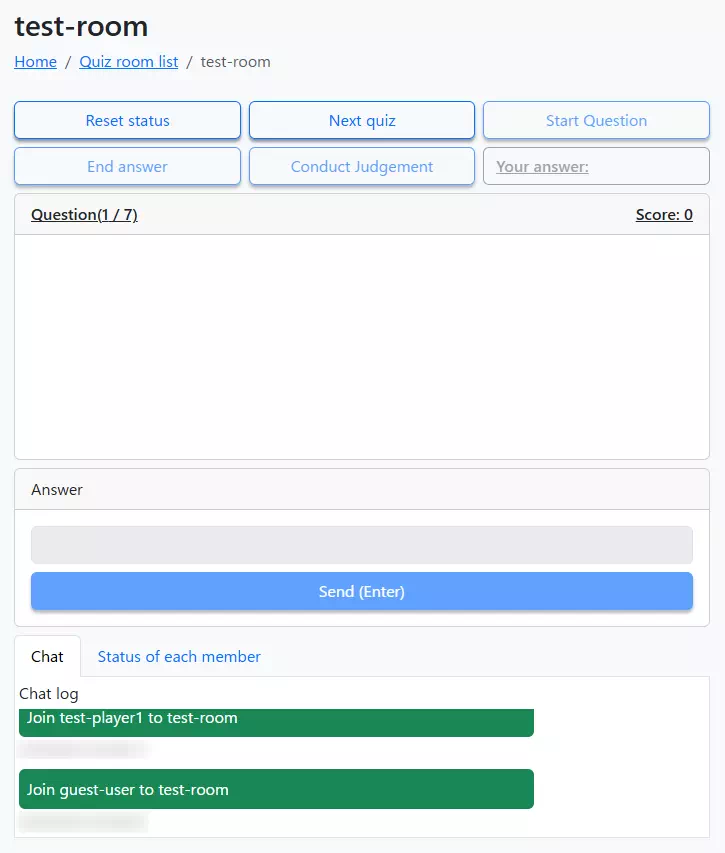 test-room
Home / Quiz room list / test-room
Reset status Next quiz Start Question
End answer Conduct Judgement Your answer:
Question(1 / 7) Score: 0
Answer
Send (Enter)
Chat Status of each member
Chat log
Join test-player1 to test-room
Join guest-user to test-room